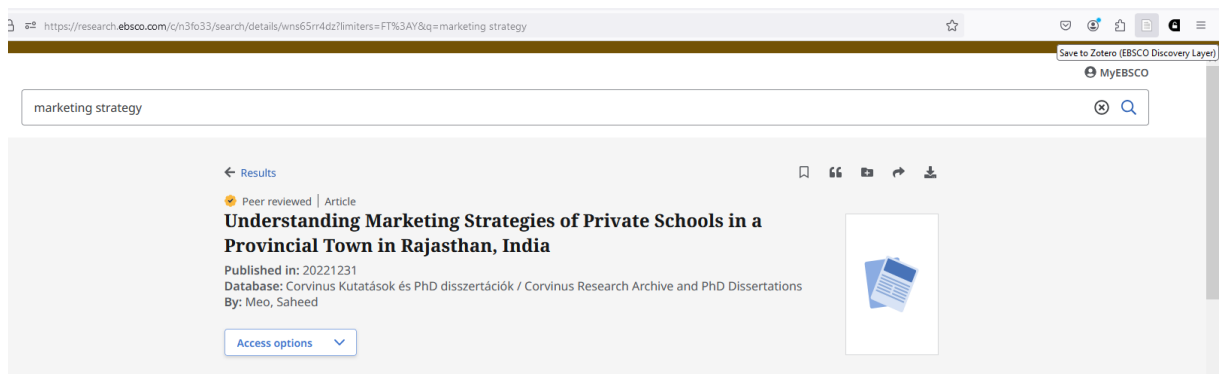 https://research.ebsco.com/c/n3fo33/search/details/wns65rr4dz?limiters=FT%3AY&q=marketing strategy
Save to Zotero (EBSCO Discovery Layer)
MyEBSCO
marketing strategy
Results
Peer reviewed | Article
Understanding Marketing Strategies of Private Schools in a
Provincial Town in Rajasthan, India
Published in: 20221231
Database: Corvinus Kutatások és PhD disszertációk / Corvinus Research Archive and PhD Dissertations
By: Meo, Saheed
Access options